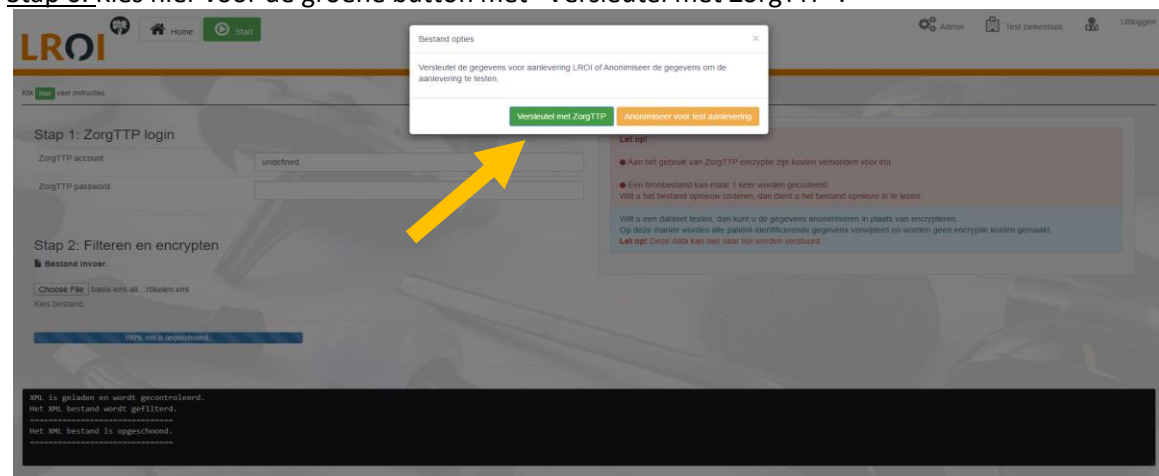 Stap 6: Kies hier voor de groene button met "Versleutel met ZorgTTP".
LROI
Home
Start
Admin
Test ziekenhuis
Uitloggen
Bestand opties
×
Versleutel de gegevens voor aanlevering LROI of Anonimiseer de gegevens om de
aanlevering te testen.
Versleutel met ZorgTTP
Anonimiseer voor test aanlevering
Klik hier voor instructies
Stap 1: ZorgTTP login
ZorgTTP account
undefined
ZorgTTP password
Let op!
Aan het gebruik van ZorgTTP encryptie zijn kosten verbonden voor lroi.
Een bronbestand kan maar 1 keer worden gecodeerd.
Wilt u het bestand opnieuw coderen, dan dient u het bestand opnieuw in te lezen.
Wilt u een dataset testen, dan kunt u de gegevens anonimiseren in plaats van encrypteren.
Op deze manier worden alle patiënt-identificerende gegevens verwijderd en worden geen encryptie kosten gemaakt.
Let op! Deze data kan niet naar lroi worden verstuurd.
Stap 2: Filteren en encrypten
Bestand invoer.
Choose File basis-xml-all...rtikelen.xml
Kies bestand
100% xml is opgeschoond.
XML is geladen en wordt gecontroleerd.
Het XML bestand wordt gefilterd.
===============================
Het XML bestand is opgeschoond.
===============================